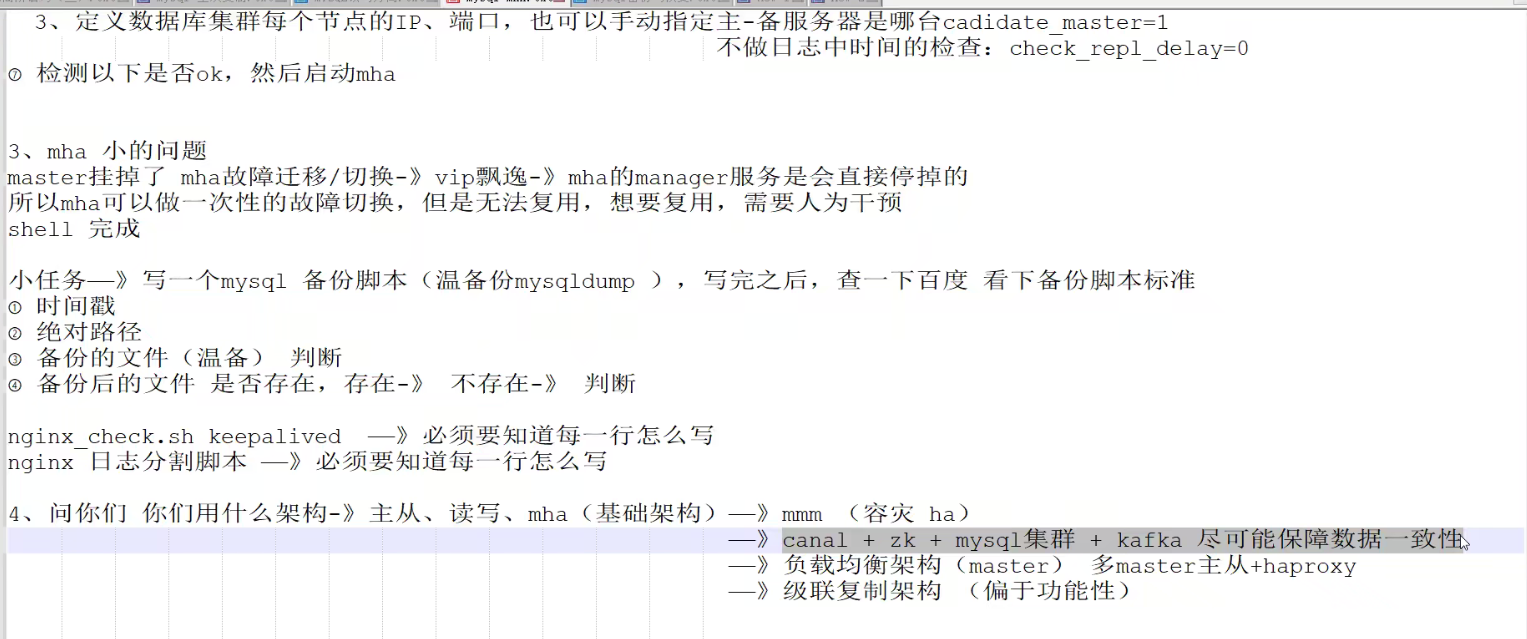 3、定义数据库集群每个节点的IP、端口，也可以手动指定主-备服务器是哪台cadidate_master=1
不做日志中时间的检查：check_repl_delay=0
⑦ 检测以下是否ok，然后启动mha
3、mha 小的问题
master挂掉了 mha故障迁移/切换-》vip飘逸-》mha的manager服务是会直接停掉的
所以mha可以做一次性的故障切换，但是无法复用，想要复用，需要人为干预
shell 完成
小任务——》写一个mysql 备份脚本（温备份mysqldump ），写完之后，查一下百度 看下备份脚本标准
① 时间戳
② 绝对路径
③ 备份的文件（温备） 判断
④ 备份后的文件 是否存在，存在-》 不存在-》 判断
nginx_check.sh keepalived ——》必须要知道每一行怎么写
nginx 日志分割脚本 ——》必须要知道每一行怎么写
4、问你们 你们用什么架构-》主从、读写、mha（基础架构）——》mmm （容灾 ha）
——》canal + zk + mysql集群 + kafka 尽可能保障数据一致性
——》负载均衡架构（master） 多master主从+haproxy
——》级联复制架构 （偏于功能性）